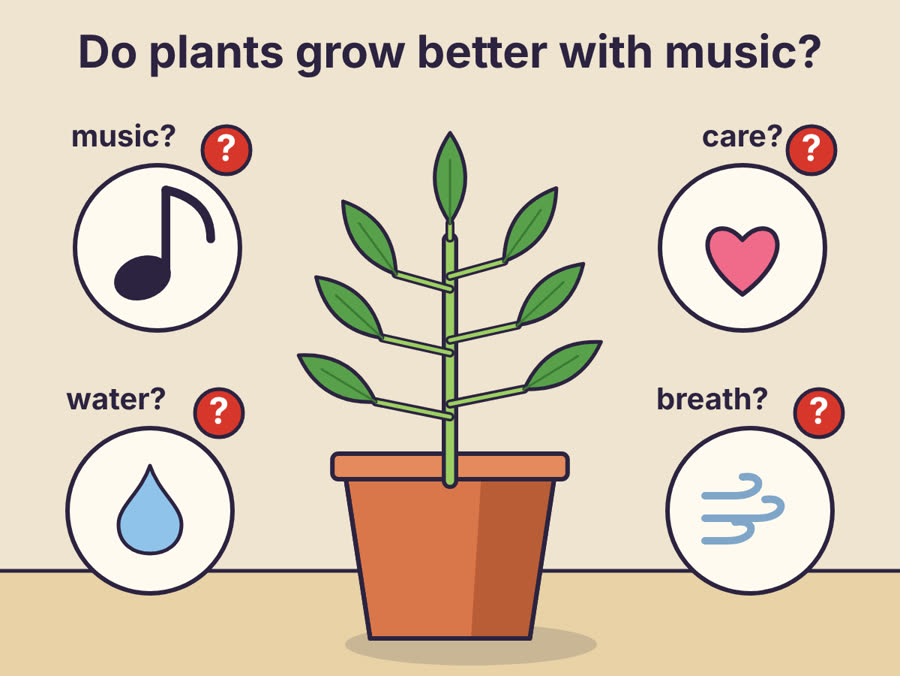 Do plants grow better with music?
music? ?
care? ?
water? ?
breath? ?